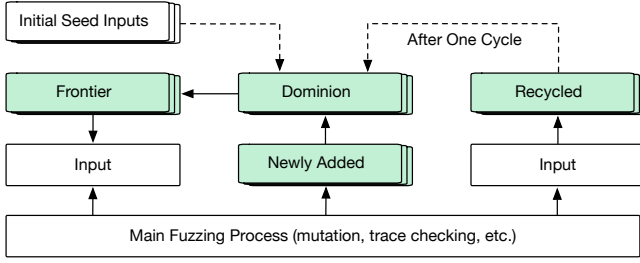 Initial Seed Inputs
After One Cycle
Frontier
Dominion
Recycled
Input
Newly Added
Input
Main Fuzzing Process (mutation, trace checking, etc.)